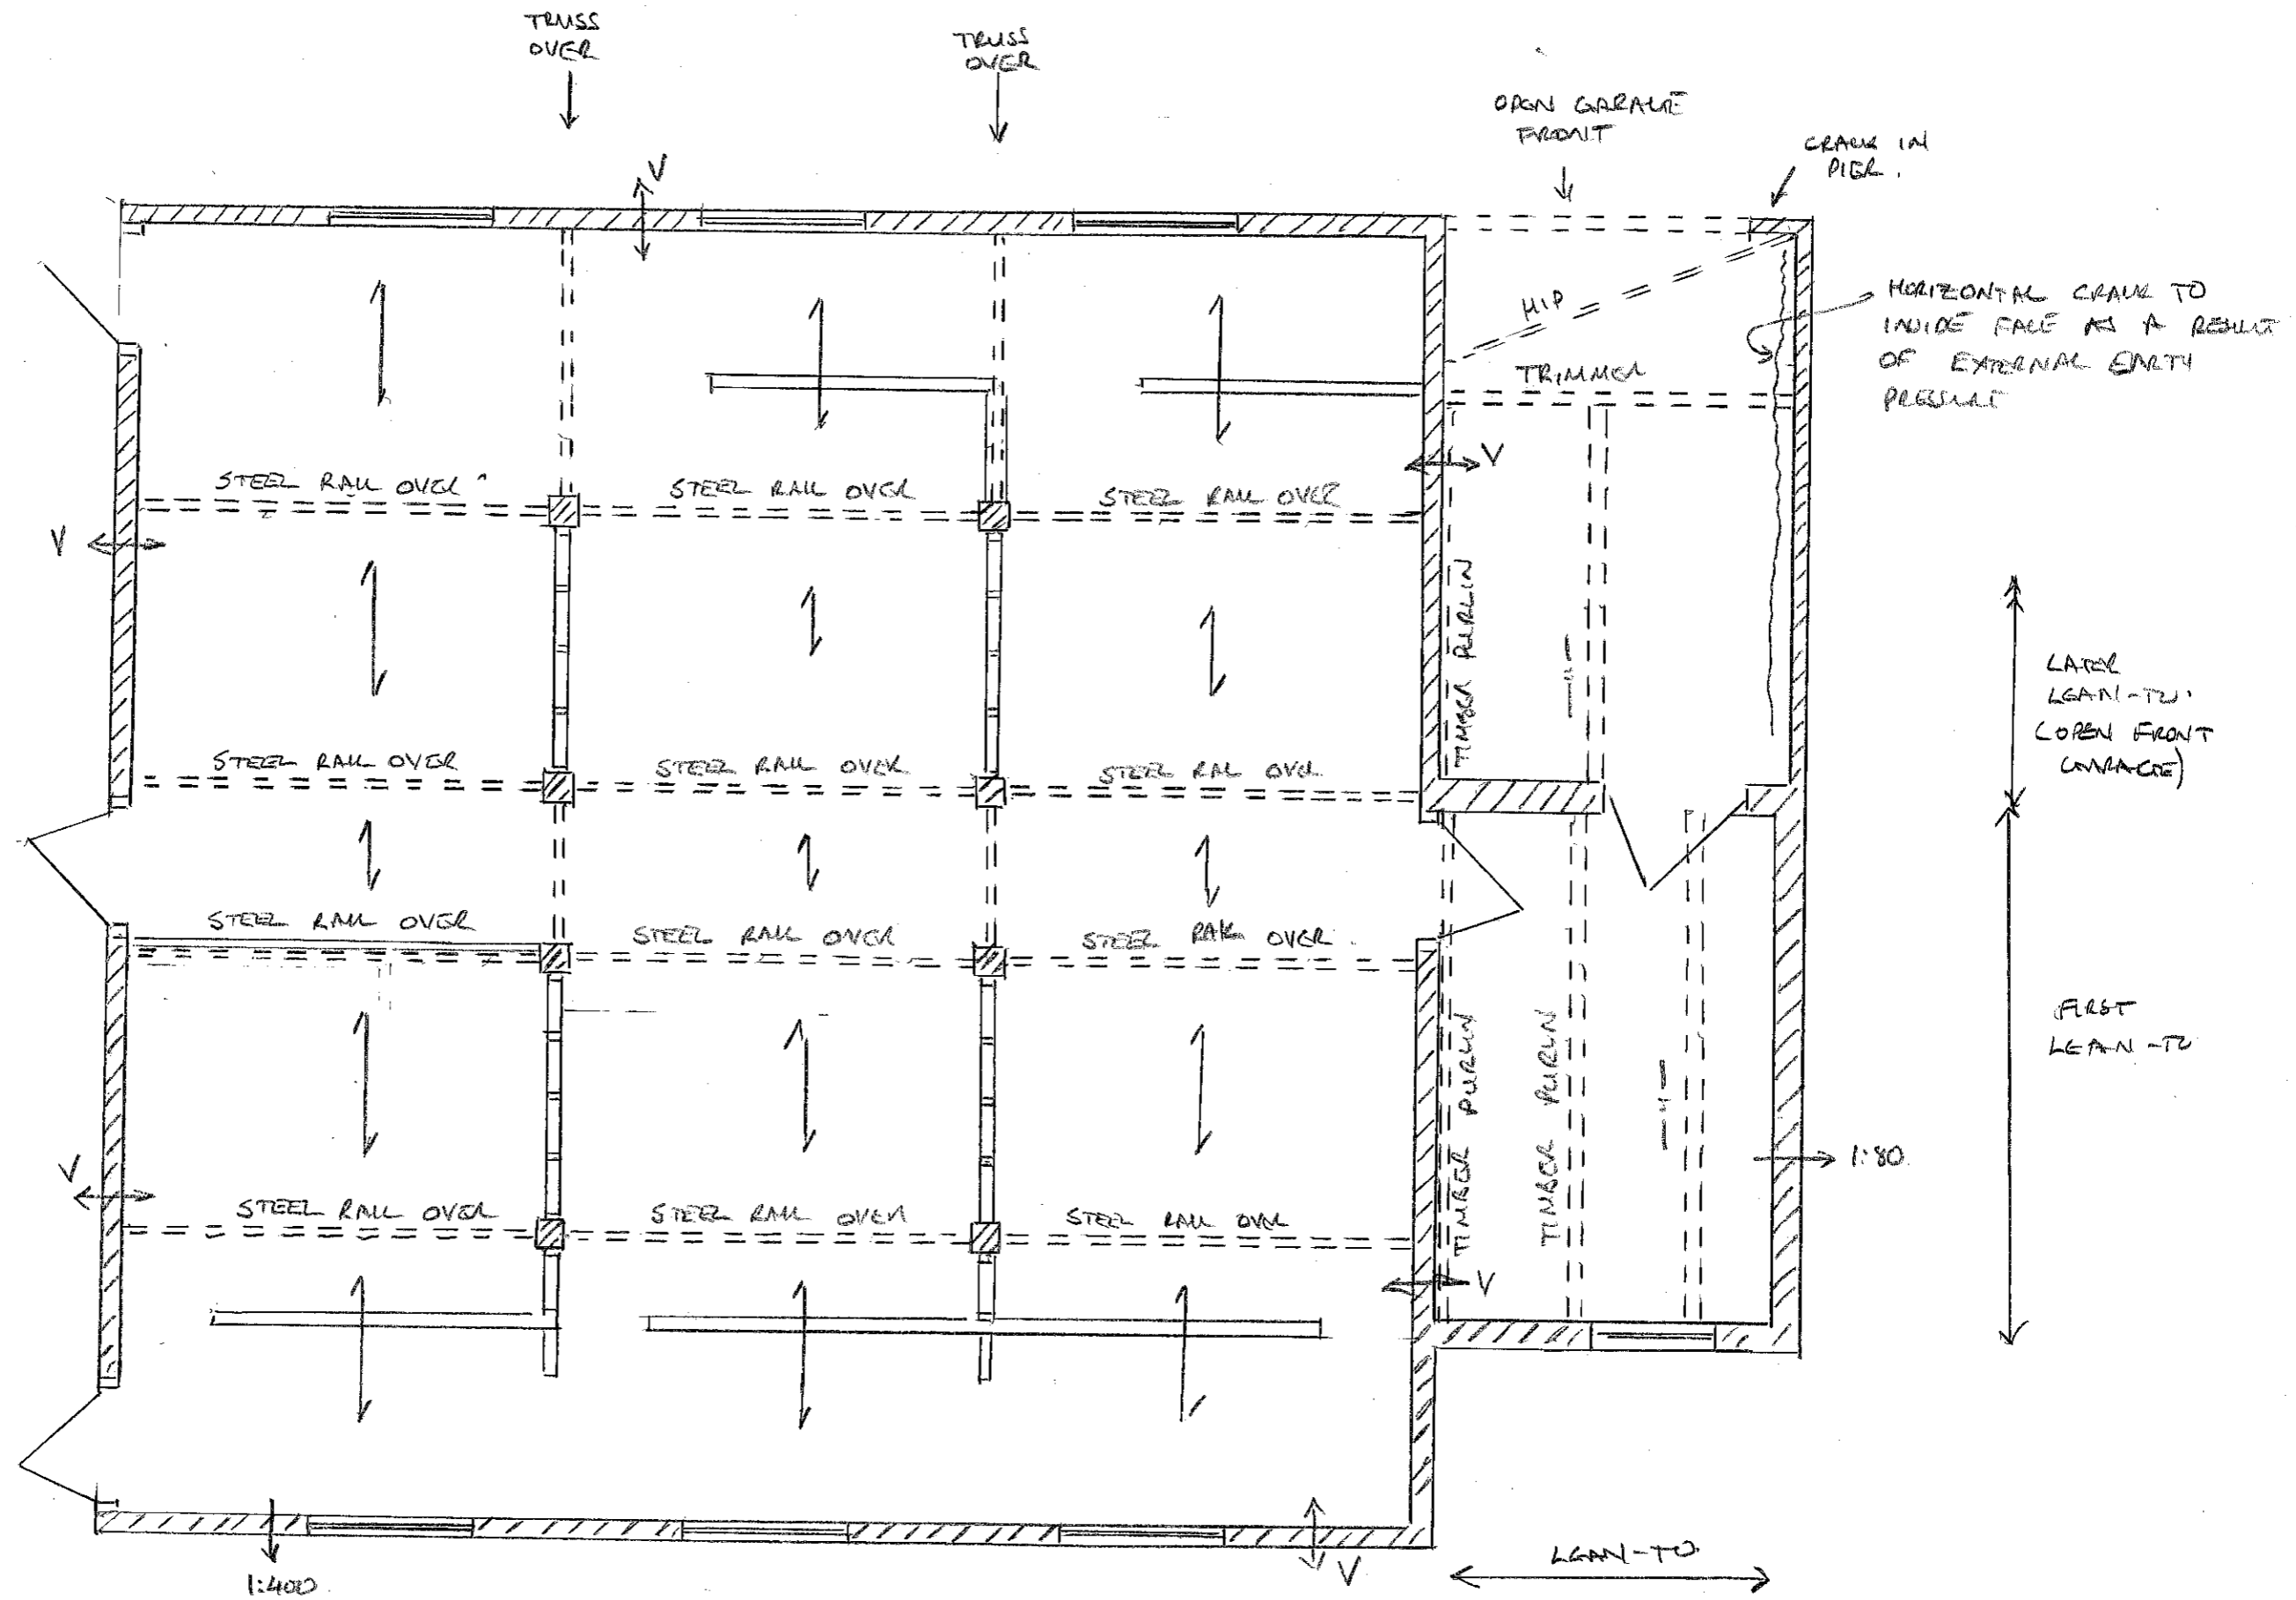 TRUSS
OVER
TRUSS
OVER
OPEN GARAGE
FRONT
CRACK IN
PIER.
V
HIP
HORIZONTAL CRACK TO
INSIDE FACE AS A RESULT
OF EXTERNAL EARTH
PRESSURE
TRIMMER
V
STEEL RAIL OVER
STEEL RAIL OVER
STEEL RAIL OVER
V
TIMBER PURLIN
LATER
LEAN-TO.
(OPEN FRONT
GARAGE)
STEEL RAIL OVER
STEEL RAIL OVER
STEEL RAIL OVER
STEEL RAIL OVER
STEEL RAIL OVER
STEEL RAIL OVER.
FIRST
LEAN-TO
TIMBER PURLIN
TIMBER PURLIN
1:80.
V
STEEL RAIL OVER
STEEL RAIL OVER
STEEL RAIL OVER
V
1:400.
V
LEAN-TO